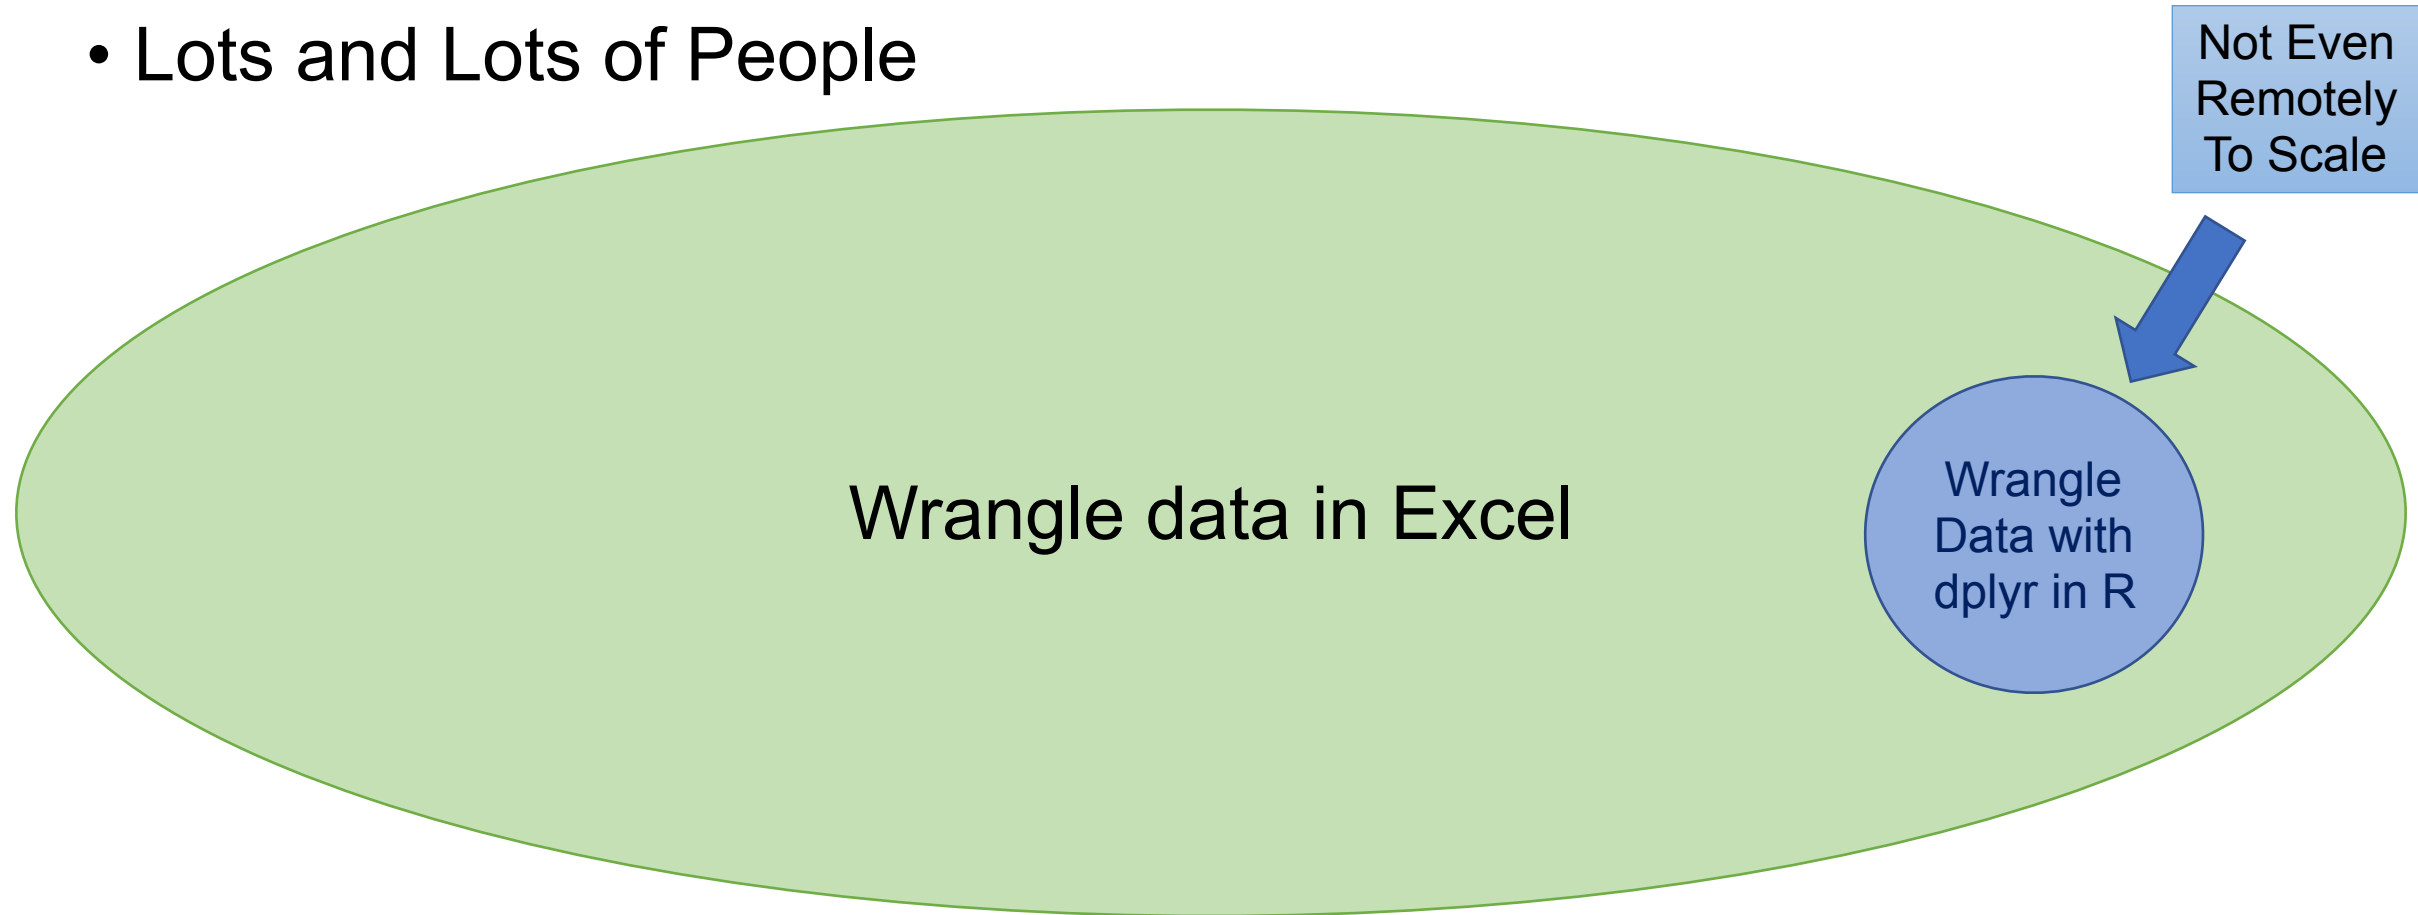 • Lots and Lots of People
Not Even
Remotely
To Scale
Wrangle data in Excel
Wrangle
Data with
dplyr in R